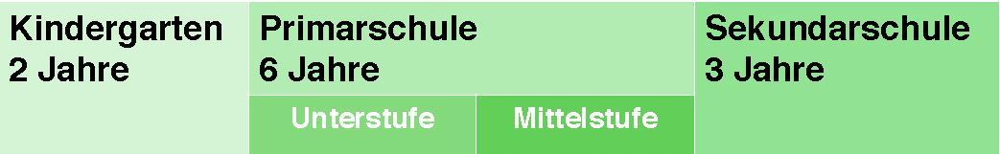 Kindergarten
2 Jahre
Primarschule
6 Jahre
Unterstufe
Mittelstufe
Sekundarschule
3 Jahre